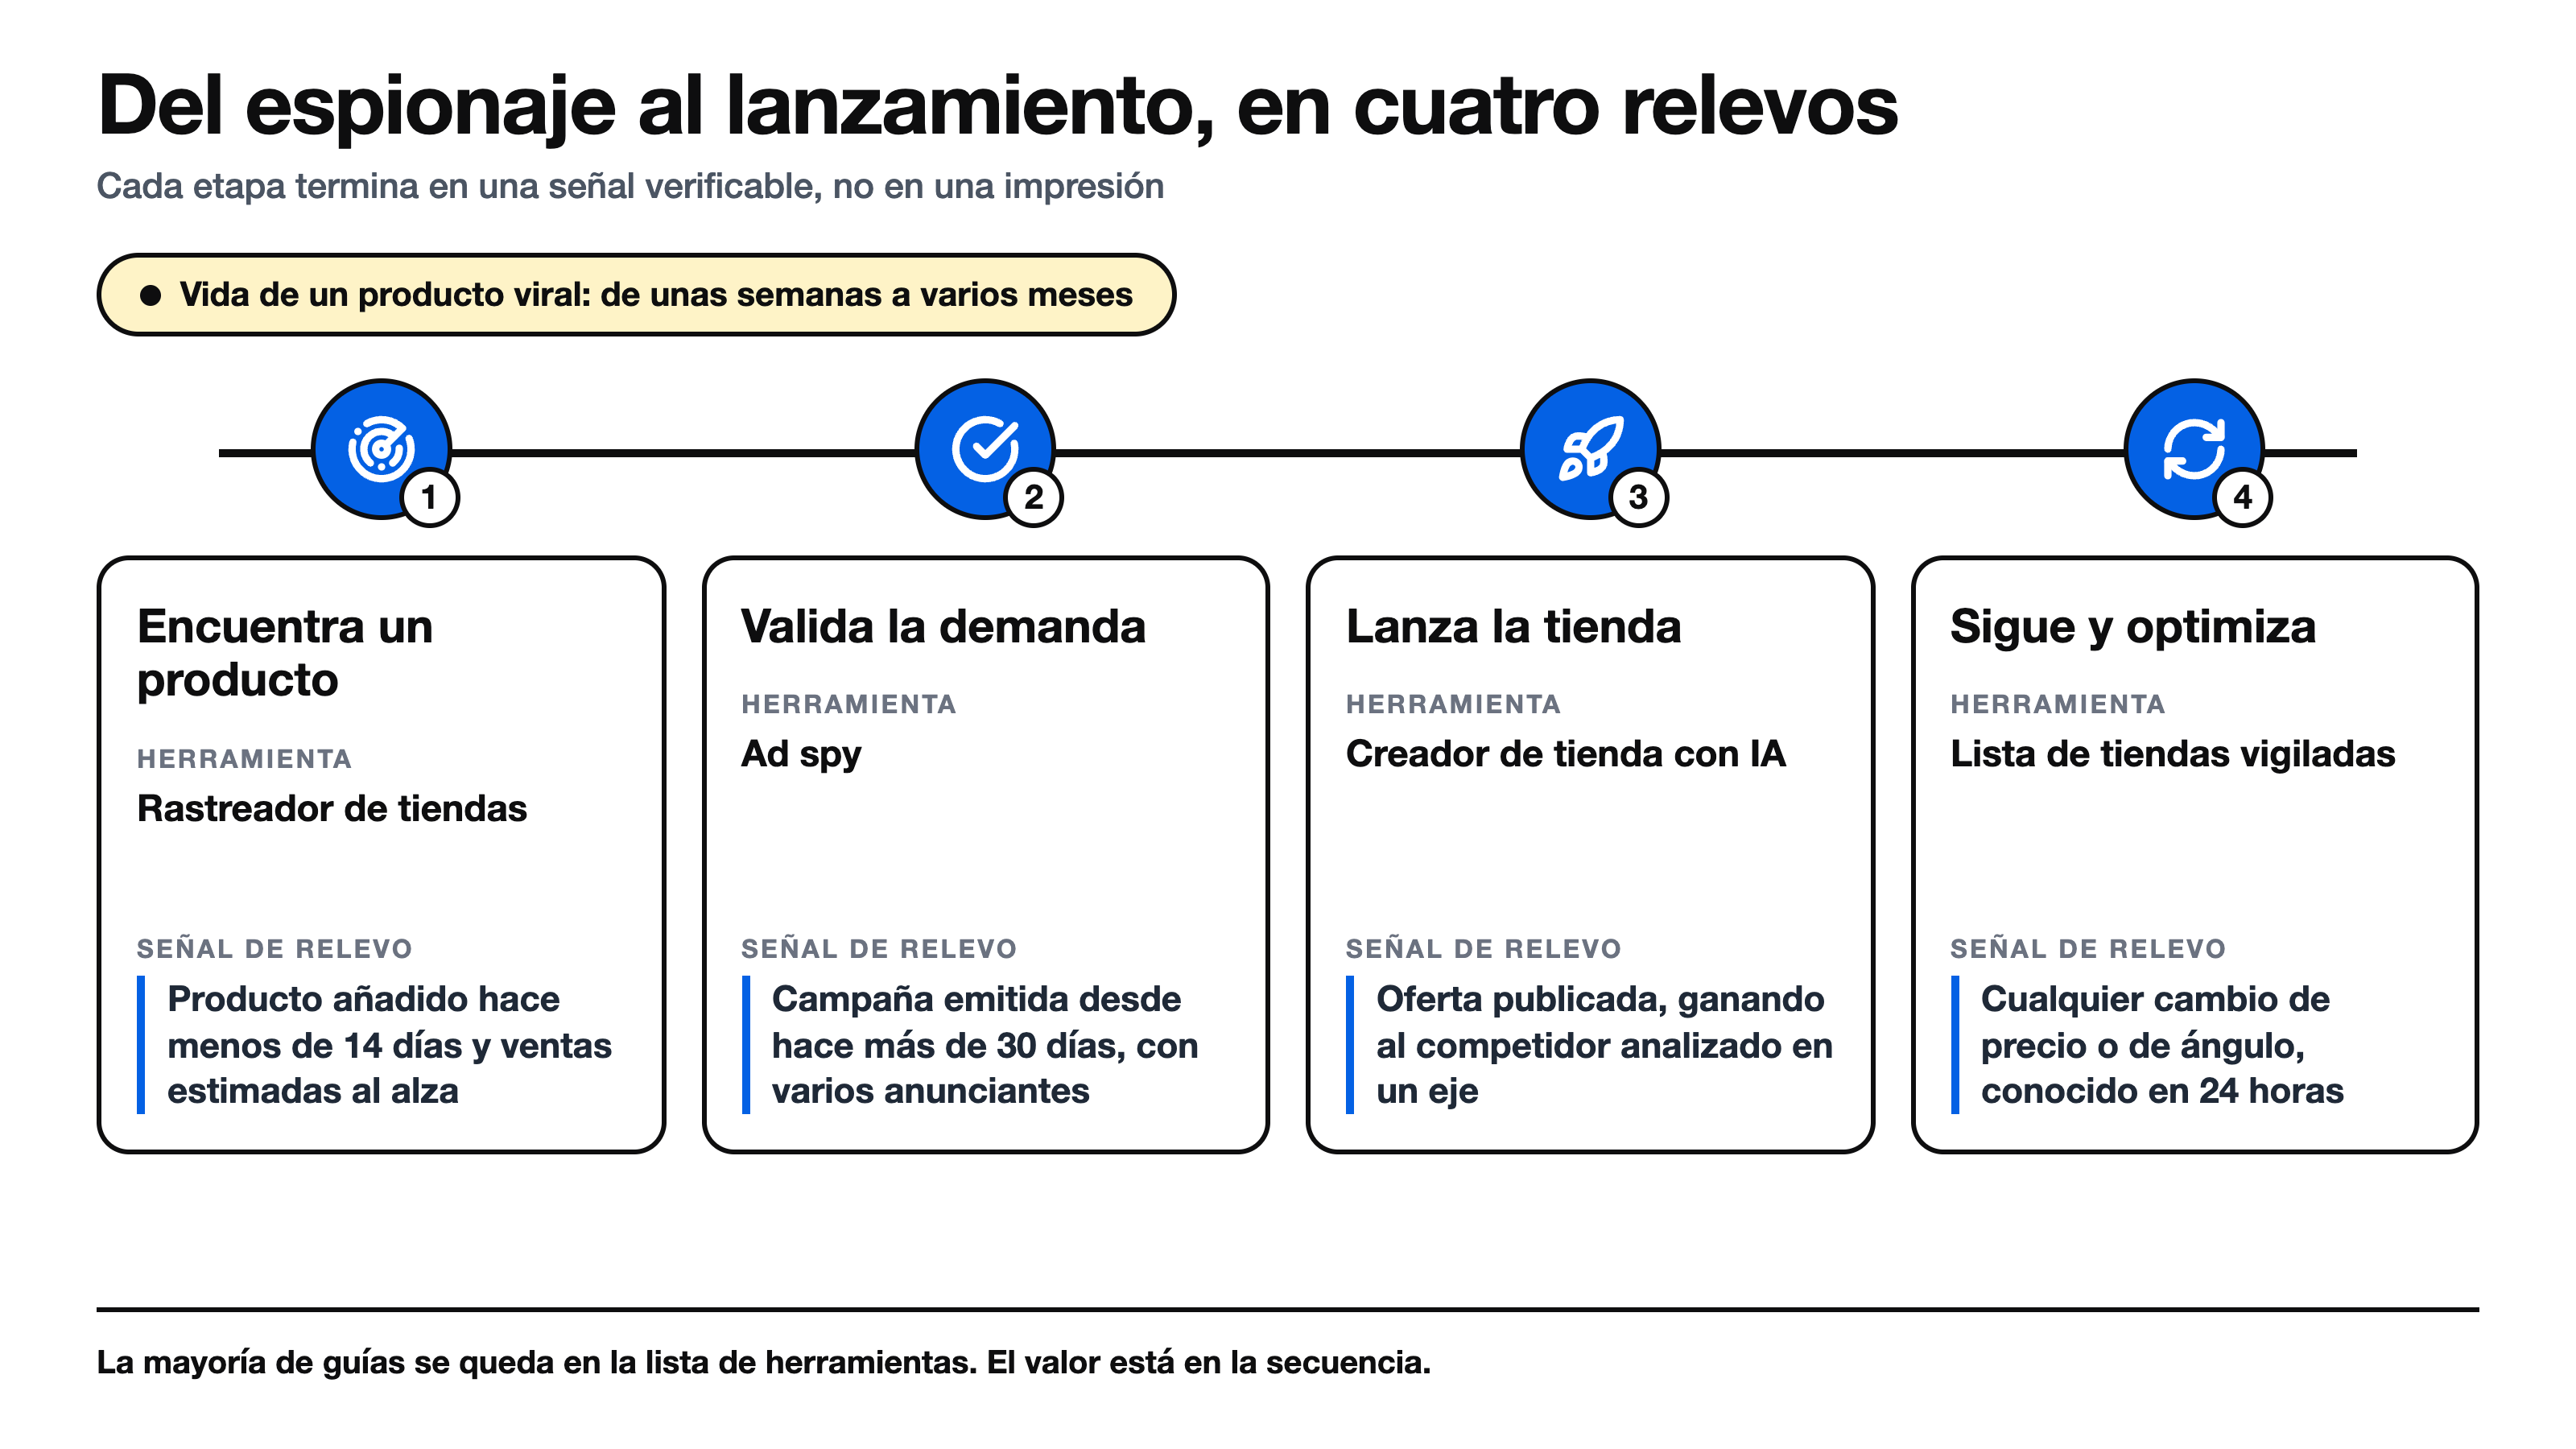 Del espionaje al lanzamiento, en cuatro relevos
Cada etapa termina en una señal verificable, no en una impresión
Vida de un producto viral: de unas semanas a varios meses
1
2
3
4
Encuentra un
producto
HERRAMIENTA
Rastreador de tiendas
SEÑAL DE RELEVO
Producto añadido hace
menos de 14 días y ventas
estimadas al alza
Valida la demanda
HERRAMIENTA
Ad spy
SEÑAL DE RELEVO
Campaña emitida desde
hace más de 30 días, con
varios anunciantes
Lanza la tienda
HERRAMIENTA
Creador de tienda con IA
SEÑAL DE RELEVO
Oferta publicada, ganando
al competidor analizado en
un eje
Sigue y optimiza
HERRAMIENTA
Lista de tiendas vigiladas
SEÑAL DE RELEVO
Cualquier cambio de
precio o de ángulo,
conocido en 24 horas
La mayoría de guías se queda en la lista de herramientas. El valor está en la secuencia.